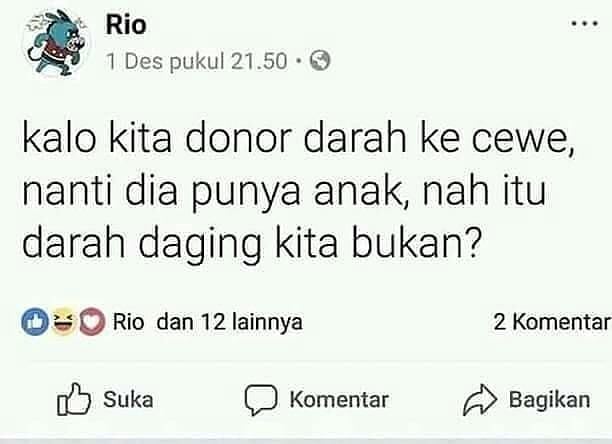 Rio
1 Des pukul 21.50 •
kalo kita donor darah ke cewe,
nanti dia punya anak, nah itu
darah daging kita bukan?
Rio dan 12 lainnya 2 Komentar
Suka Komentar Bagikan